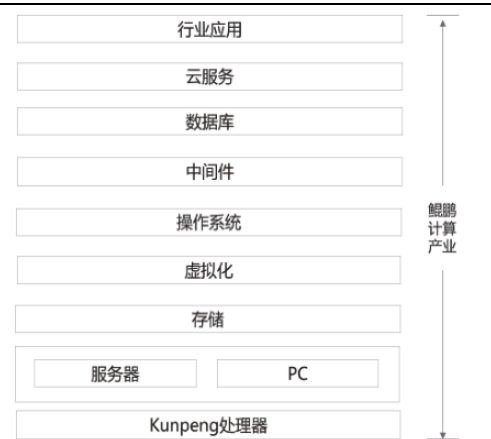 行业应用
云服务
数据库
中间件
操作系统
虚拟化
存储
服务器 PC
Kunpeng处理器
鲲鹏
计算
产业